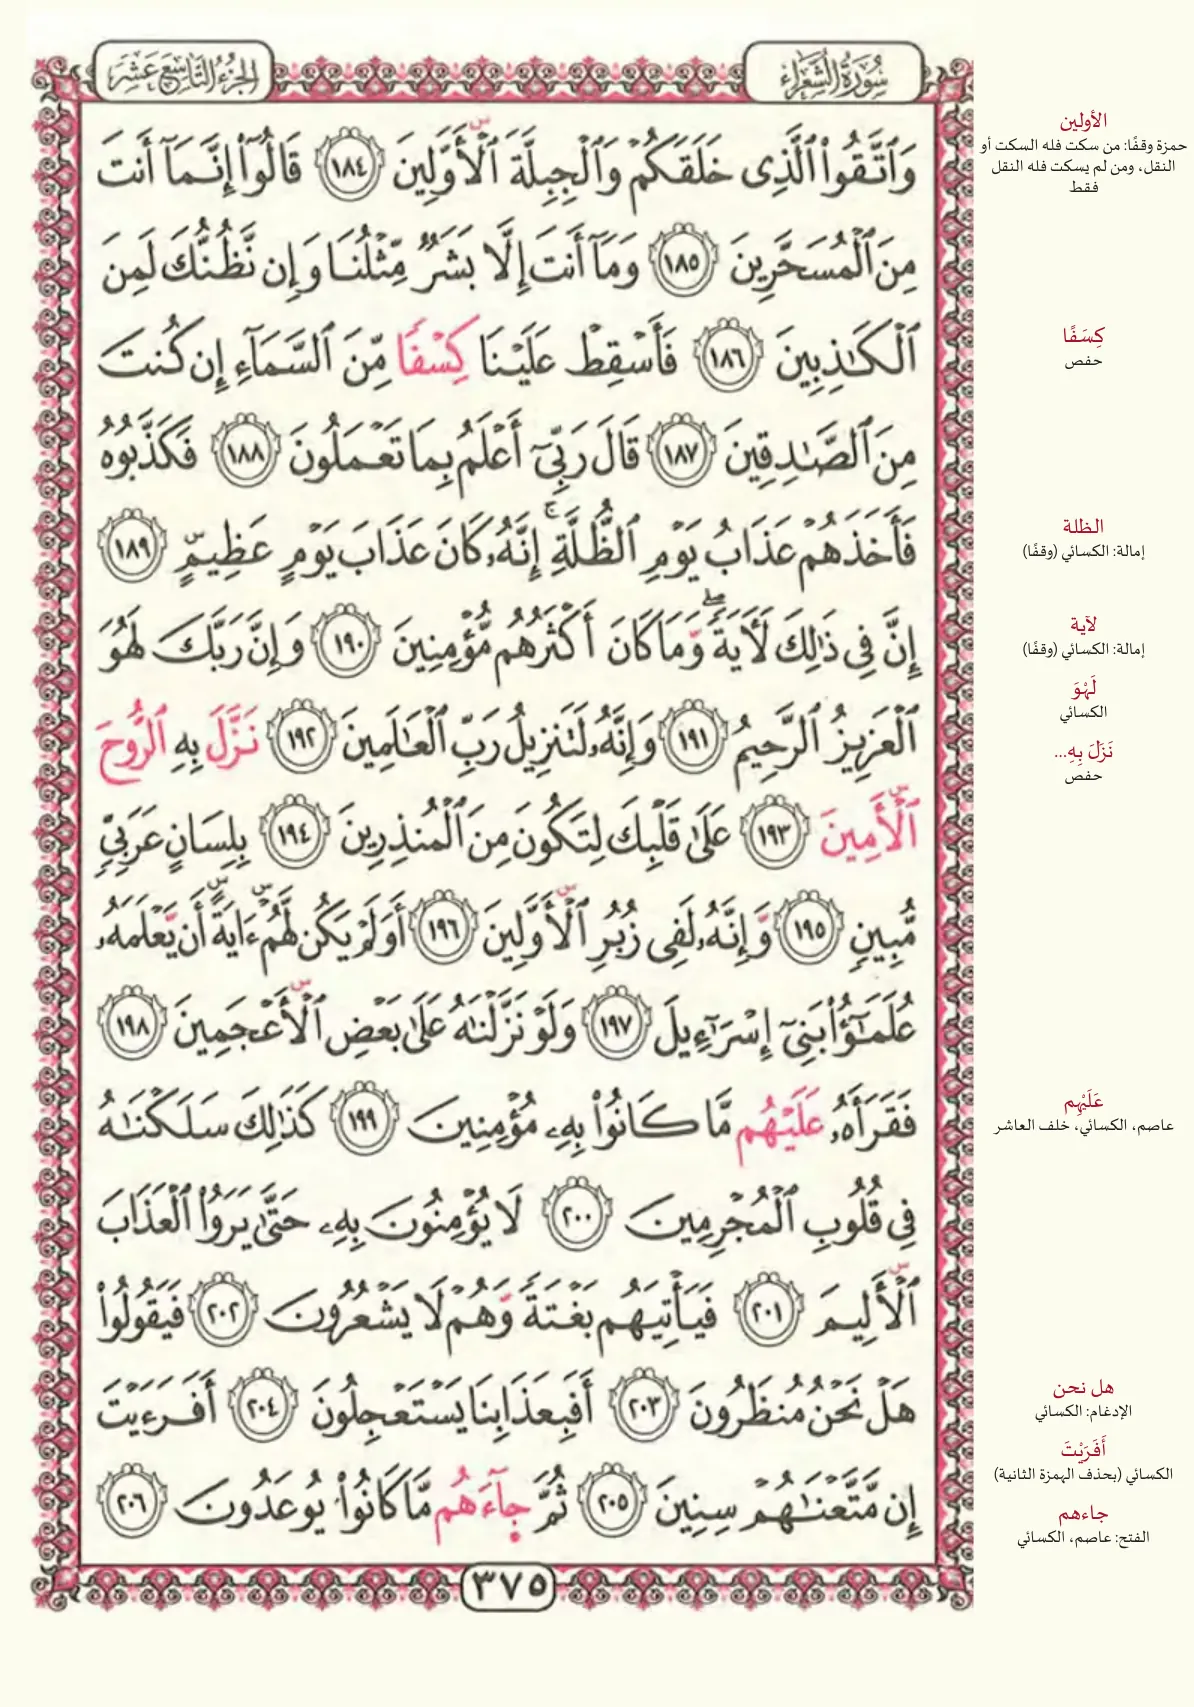 سُورَةُ الشُّعَرَاءِ
الجُزْءُ التَّاسِعَ عَشَرَ
وَٱتَّقُوا۟ ٱلَّذِى خَلَقَكُمْ وَٱلْجِبِلَّةَ ٱلْأَوَّلِينَ ١٨٤ قَالُوٓا۟ إِنَّمَآ أَنتَ
مِنَ ٱلْمُسَحَّرِينَ ١٨٥ وَمَآ أَنتَ إِلَّا بَشَرٌ مِّثْلُنَا وَإِن نَّظُنُّكَ لَمِنَ
ٱلْكَٰذِبِينَ ١٨٦ فَأَسْقِطْ عَلَيْنَا كِسْفًا مِّنَ ٱلسَّمَآءِ إِن كُنتَ
مِنَ ٱلصَّٰدِقِينَ ١٨٧ قَالَ رَبِّىٓ أَعْلَمُ بِمَا تَعْمَلُونَ ١٨٨ فَكَذَّبُوهُ
فَأَخَذَهُمْ عَذَابُ يَوْمِ ٱلظُّلَّةِ ۚ إِنَّهُۥ كَانَ عَذَابَ يَوْمٍ عَظِيمٍ ١٨٩
إِنَّ فِى ذَٰلِكَ لَأٓيَةً ۖ وَمَا كَانَ أَكْثَرُهُم مُّؤْمِنِينَ ١٩٠ وَإِنَّ رَبَّكَ لَهُوَ
ٱلْعَزِيزُ ٱلرَّحِيمُ ١٩١ وَإِنَّهُۥ لَتَنزِيلُ رَبِّ ٱلْعَٰلَمِينَ ١٩٢ نَزَّلَ بِهِ ٱلرُّوحَ
ٱلْأَمِينَ ١٩٣ عَلَىٰ قَلْبِكَ لِتَكُونَ مِنَ ٱلْمُنذِرِينَ ١٩٤ بِلِسَانٍ عَرَبِىٍّ
مُّبِينٍ ١٩٥ وَإِنَّهُۥ لَفِى زُبُرِ ٱلْأَوَّلِينَ ١٩٦ أَوَلَمْ يَكُن لَّهُمْ ءَايَةً أَن يَعْلَمَهُۥ
عُلَمَٰٓؤُا۟ بَنِىٓ إِسْرَٰٓءِيلَ ١٩٧ وَلَوْ نَزَّلْنَٰهُ عَلَىٰ بَعْضِ ٱلْأَعْجَمِينَ ١٩٨
فَقَرَأَهُۥ عَلَيْهُم مَّا كَانُوا۟ بِهِۦ مُؤْمِنِينَ ١٩٩ كَذَٰلِكَ سَلَكْنَٰهُ
فِى قُلُوبِ ٱلْمُجْرِمِينَ ٢٠٠ لَا يُؤْمِنُونَ بِهِۦ حَتَّىٰ يَرَوُا۟ ٱلْعَذَابَ
ٱلْأَلِيمَ ٢٠١ فَيَأْتِيَهُم بَغْتَةً وَهُمْ لَا يَشْعُرُونَ ٢٠٢ فَيَقُولُوا۟
هَلْ نَحْنُ مُنظَرُونَ ٢٠٣ أَفَبِعَذَابِنَا يَسْتَعْجِلُونَ ٢٠٤ أَفَرَءَيْتَ
إِن مَّتَّعْنَٰهُمْ سِنِينَ ٢٠٥ ثُمَّ جَآءَهُم مَّا كَانُوا۟ يُوعَدُونَ ٢٠٦
٣٧٥
الأولين
حمزة وقفًا: من سكت فله السكت أو
النقل، ومن لم يسكت فله النقل
فقط
كِسَفًا
حفص
الظلة
إمالة: الكسائي (وقفًا)
لآية
إمالة: الكسائي (وقفًا)
لَهْوَ
الكسائي
نَزَلَ بِهِ...
حفص
عَلَيْهِم
عاصم، الكسائي، خلف العاشر
هل نحن
الإدغام: الكسائي
أَفَرَيْتَ
الكسائي (بحذف الهمزة الثانية)
جاءهم
الفتح: عاصم، الكسائي